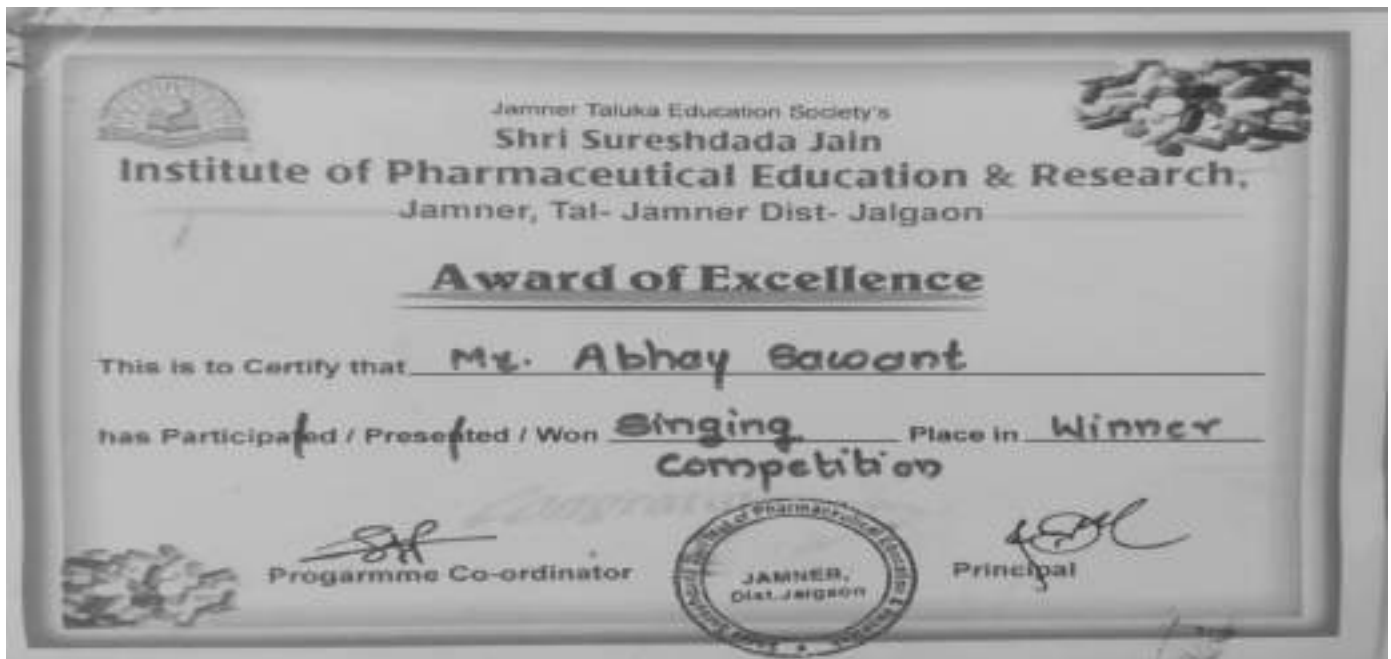 Jamner Taluka Education Society's
Shri Sureshdada Jain
Institute of Pharmaceutical Education & Research,
Jamner, Tal- Jamner Dist- Jalgaon
Award of Excellence
This is to Certify that Mr. Abhay Sawant
has Participated / Presented / Won Singing Place in Winner
Competition
Progarmme Co-ordinator
JAMNER,
Dist.Jalgaon
Principal